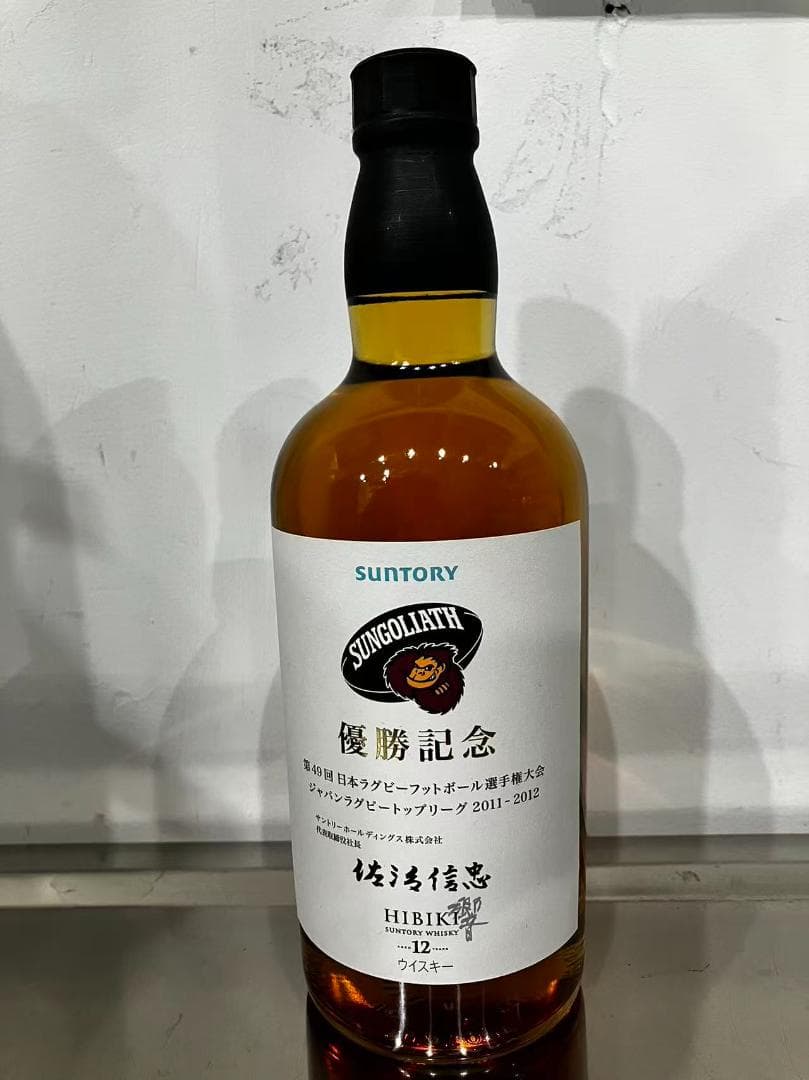 SUNTORY
SUNGOLIATH
優勝記念
第49回 日本ラグビーフットボール選手権大会
ジャパンラグビートップリーグ 2011-2012
サントリーホールディングス株式会社
代表取締役社長
佐治信忠
HIBIKI 響
SUNTORY WHISKY
12
ウイスキー